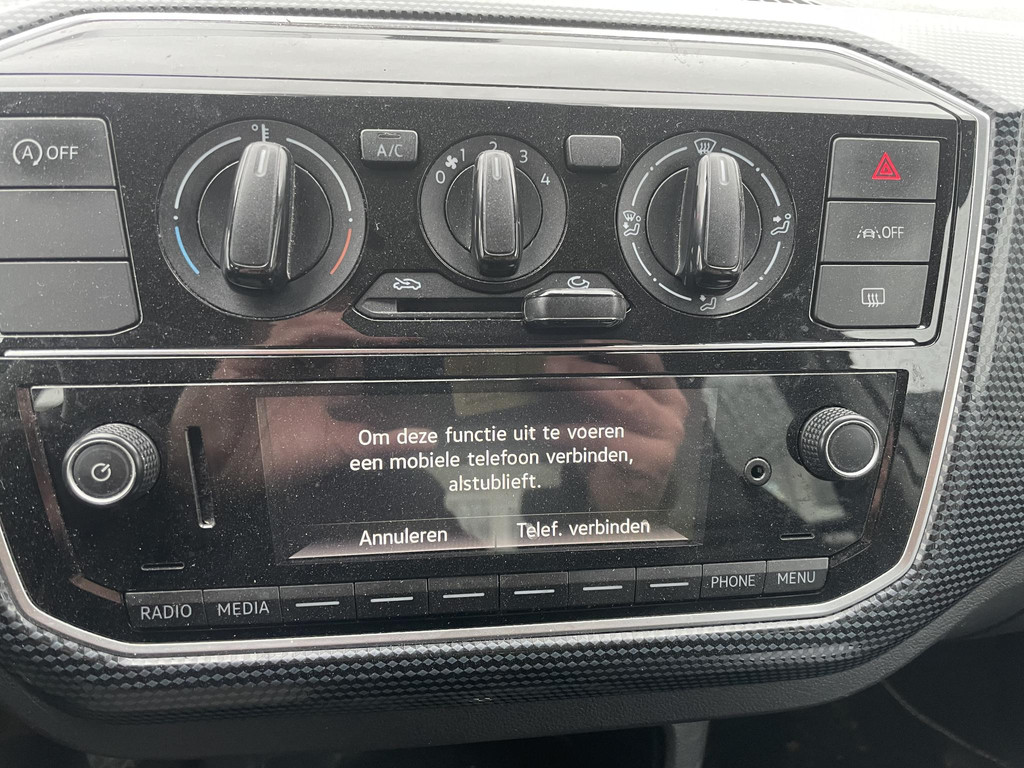 A OFF
A/C
0 1 2 3 4
OFF
Om deze functie uit te voeren
een mobiele telefoon verbinden,
alstublieft.
Annuleren Telef. verbinden
RADIO MEDIA PHONE MENU